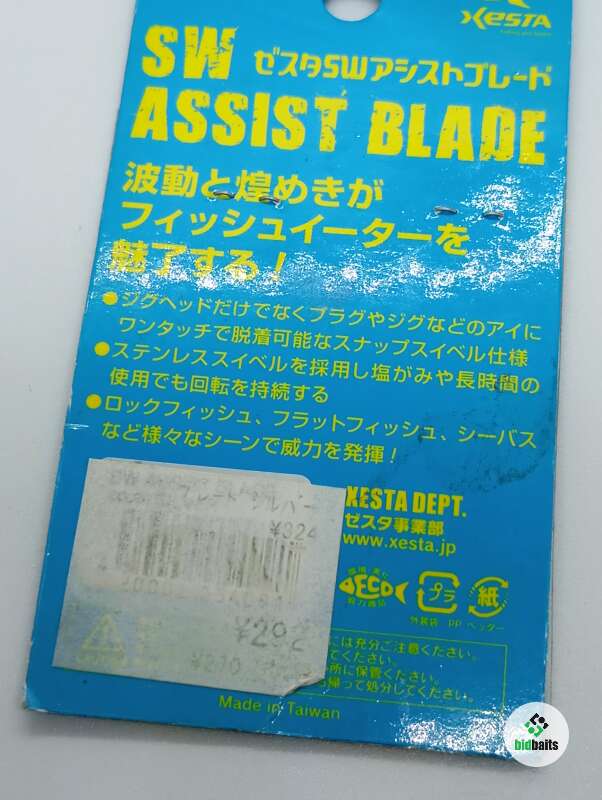 XESTA
SW ゼスタSWアシストブレード
ASSIST BLADE
波動と煌めきが
フィッシュイーターを
魅了する!
●ジグヘッドだけでなくプラグやジグなどのアイに
ワンタッチで脱着可能なスナップスイベル仕様
●ステンレススイベルを採用し塩がみや長時間の
使用でも回転を持続する
●ロックフィッシュ、フラットフィッシュ、シーバス
など様々なシーンで威力を発揮!
ブレード シルバー
¥324
XESTA DEPT.
ゼスタ事業部
www.xesta.jp
ECO
プラ
紙
外装袋 PP ヘッダー
¥292
には充分ご注意ください。
てください。
所に保管ください。
帰って処分してください。
Made in Taiwan
bidbaits